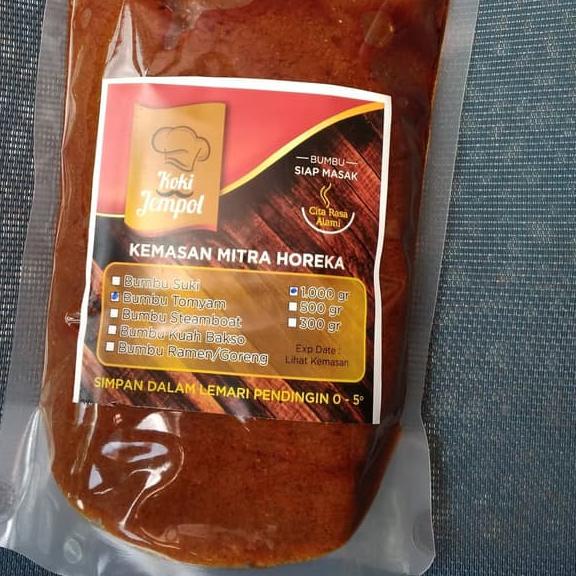 Koki
Jempol
BUMBU
SIAP MASAK
Cita Rasa
Alami
KEMASAN MITRA HOREKA
Bumbu Suki
Bumbu Tomyam
Bumbu Steamboat
Bumbu Kuah Bakso
Bumbu Ramen/Goreng
1.000 gr
500 gr
300 gr
Exp Date :
Lihat Kemasan
SIMPAN DALAM LEMARI PENDINGIN 0 - 5°